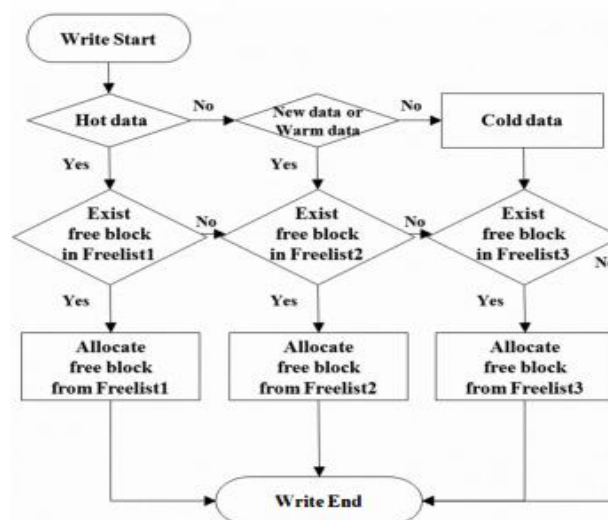 Write Start
Hot data
No
New data or
Warm data
No
Cold data
Yes
Yes
Exist
free block
in Freelist1
No
Exist
free block
in Freelist2
No
Exist
free block
in Freelist3
No
Yes
Yes
Yes
Allocate
free block
from Freelist1
Allocate
free block
from Freelist2
Allocate
free block
from Freelist3
Write End